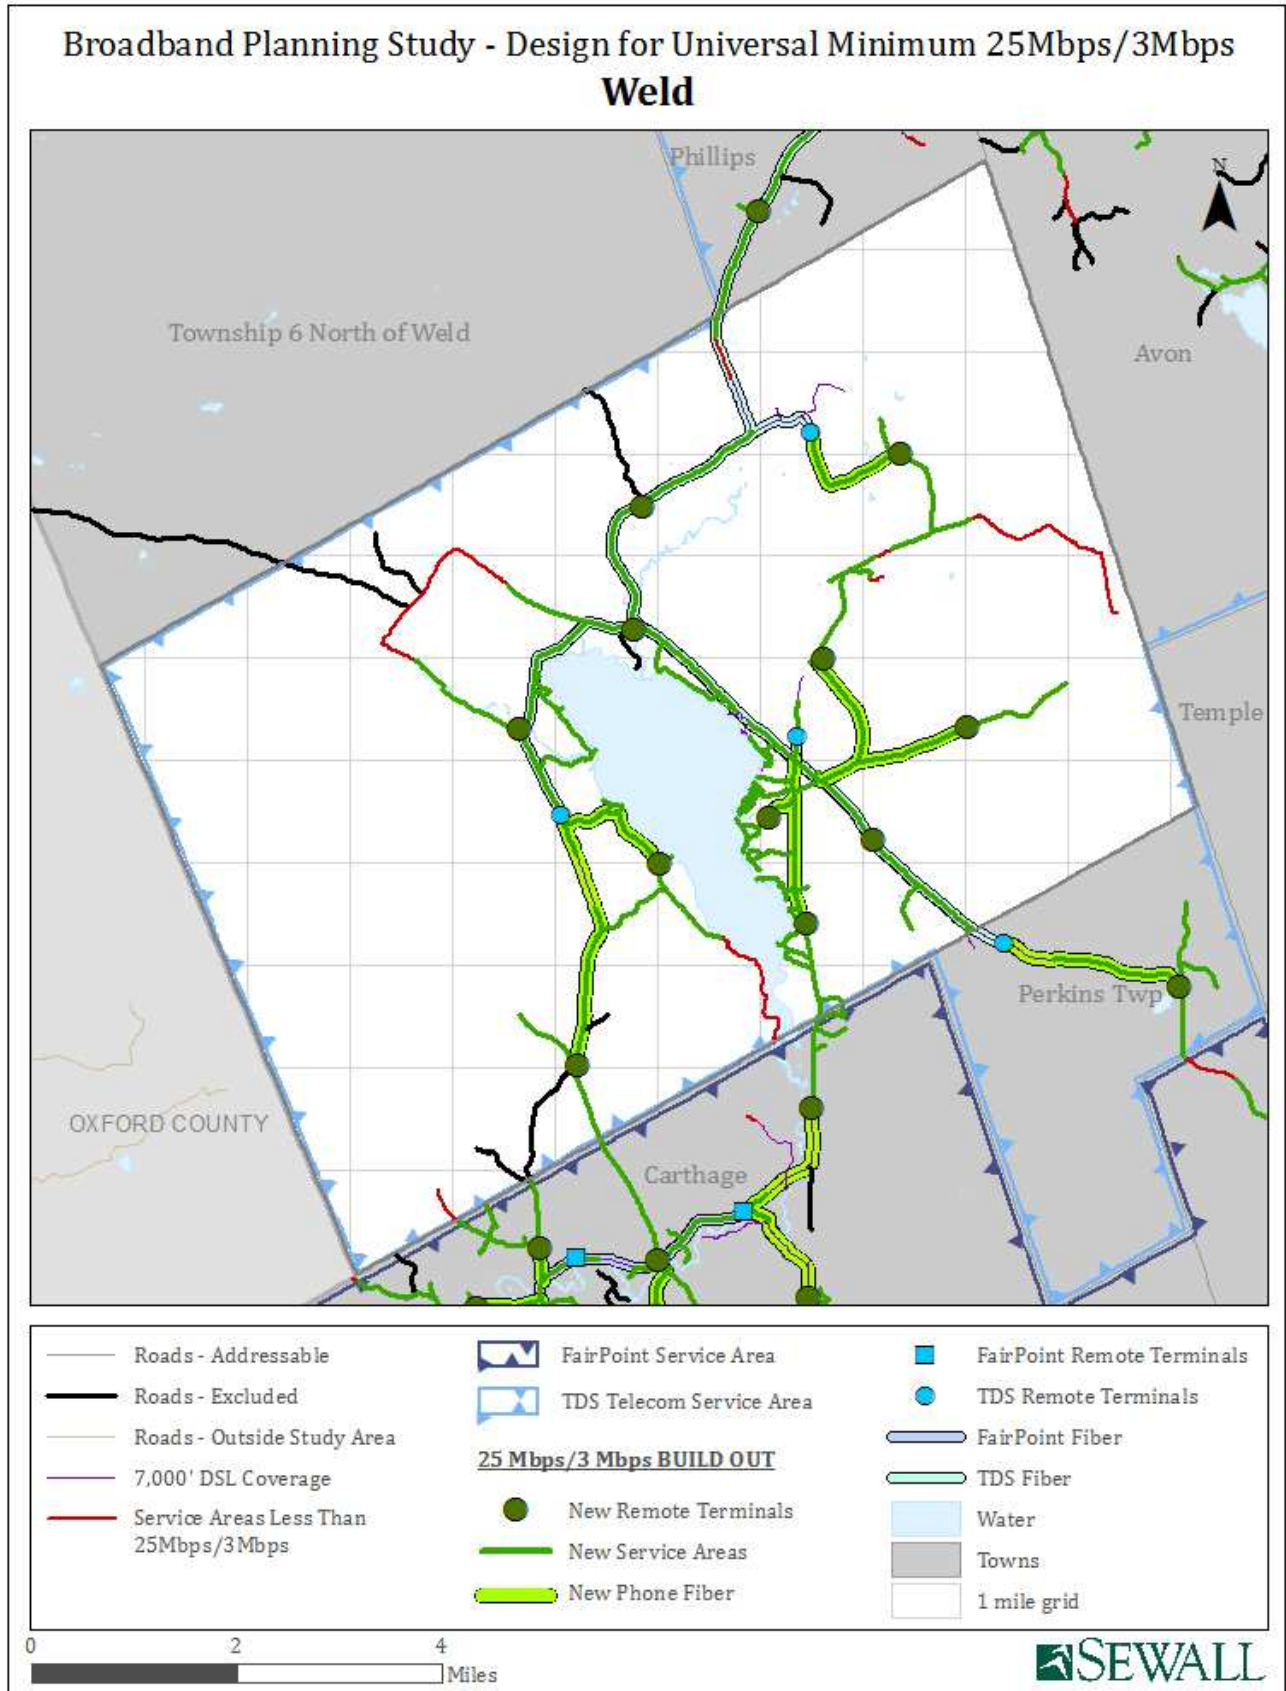 Broadband Planning Study - Design for Universal Minimum 25Mbps/3Mbps
Weld
Phillips
N
Township 6 North of Weld
Avon
Temple
Perkins Twp
OXFORD COUNTY
Carthage
Roads - Addressable
Roads - Excluded
Roads - Outside Study Area
7,000' DSL Coverage
Service Areas Less Than
25Mbps/3Mbps
FairPoint Service Area
TDS Telecom Service Area
25 Mbps/3 Mbps BUILD OUT
New Remote Terminals
New Service Areas
New Phone Fiber
FairPoint Remote Terminals
TDS Remote Terminals
FairPoint Fiber
TDS Fiber
Water
Towns
1 mile grid
0 2 4
Miles
SEWALL